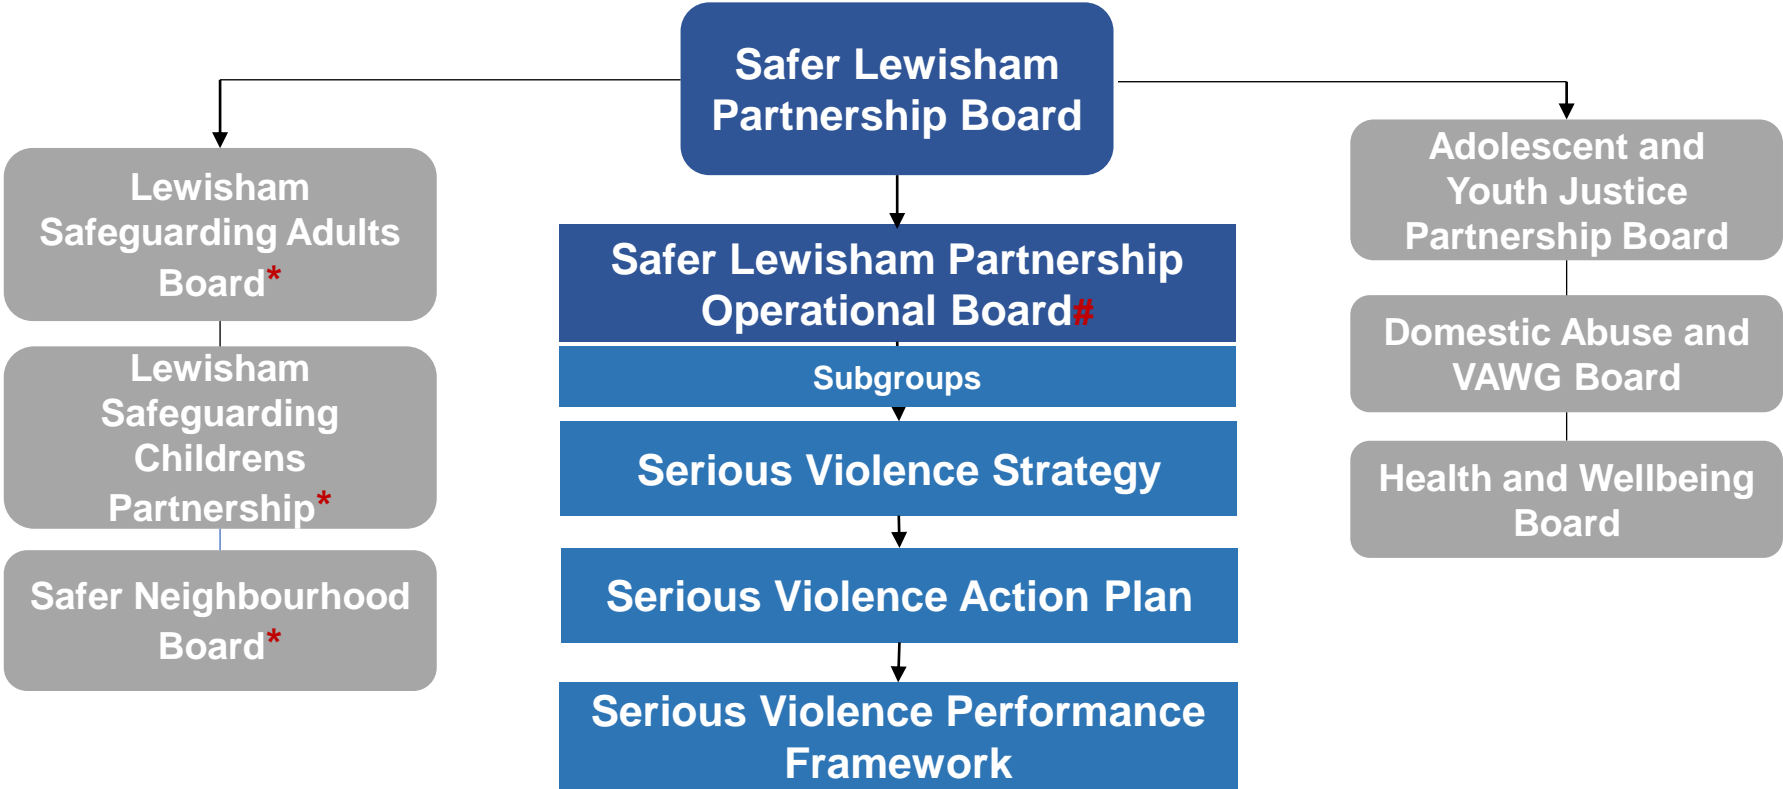 Safer Lewisham
Partnership Board
Lewisham
Safeguarding Adults
Board*
Lewisham
Safeguarding
Childrens
Partnership*
Safer Neighbourhood
Board*
Safer Lewisham Partnership
Operational Board#
Subgroups
Serious Violence Strategy
Serious Violence Action Plan
Serious Violence Performance
Framework
Adolescent and
Youth Justice
Partnership Board
Domestic Abuse and
VAWG Board
Health and Wellbeing
Board